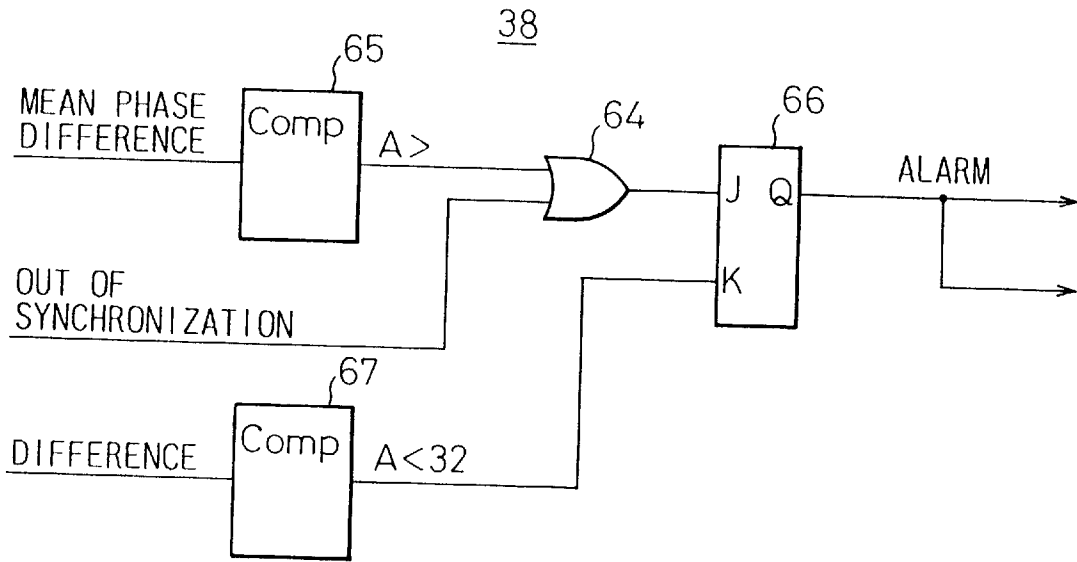 38
65
MEAN PHASE
DIFFERENCE
Comp
A>
64
66
J Q
ALARM
K
OUT OF
SYNCHRONIZATION
67
DIFFERENCE
Comp
A<32